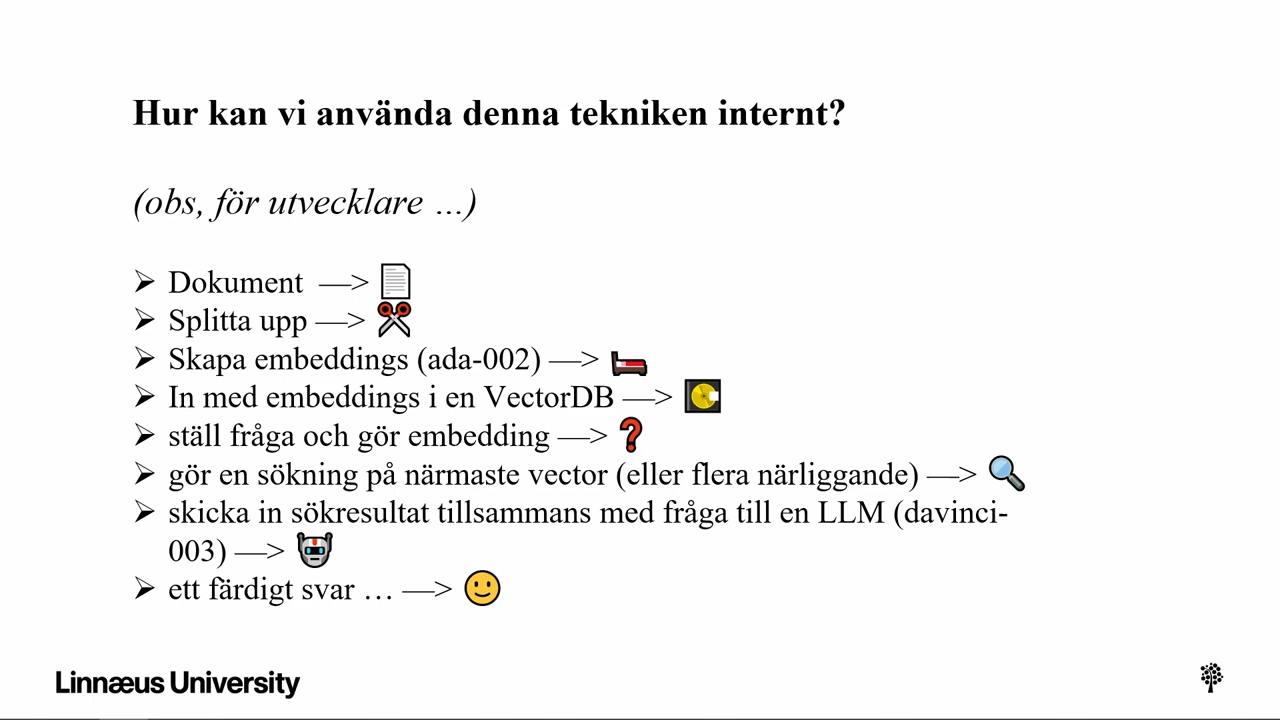 Hur kan vi använda denna tekniken internt?
(obs, för utvecklare …)
➢ Dokument —> 📄
➢ Splitta upp —> ✂️
➢ Skapa embeddings (ada-002) —> 🛏️
➢ In med embeddings i en VectorDB —> 💽
➢ ställ fråga och gör embedding —> ❓
➢ gör en sökning på närmaste vector (eller flera närliggande) —> 🔍
➢ skicka in sökresultat tillsammans med fråga till en LLM (davinci-
003) —> 🤖
➢ ett färdigt svar … —> 🙂
Linnæus University